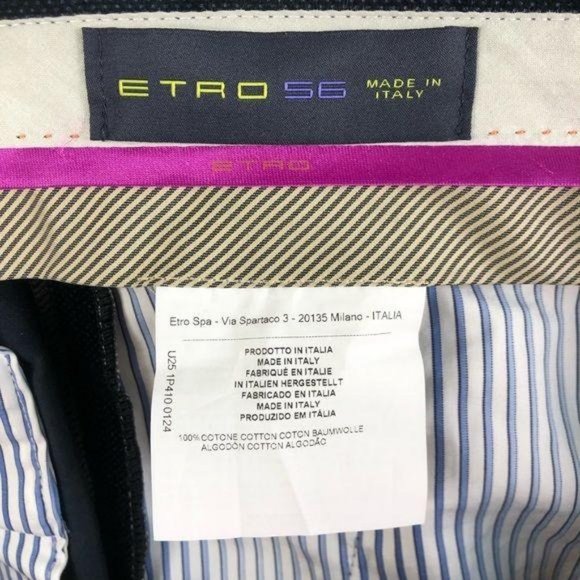 ETRO 56 MADE IN
ITALY
ETRO
Etro Spa - Via Spartaco 3 - 20135 Milano - ITALIA
U25 1P410 0124
PRODOTTO IN ITALIA
MADE IN ITALY
FABRIQUÉ EN ITALIE
IN ITALIEN HERGESTELLT
FABRICADO EN ITALIA
MADE IN ITALY
PRODUZIDO EM ITÁLIA
100% COTONE COTTON COTON BAUMWOLLE
ALGODÓN COTTON ALGODÃO